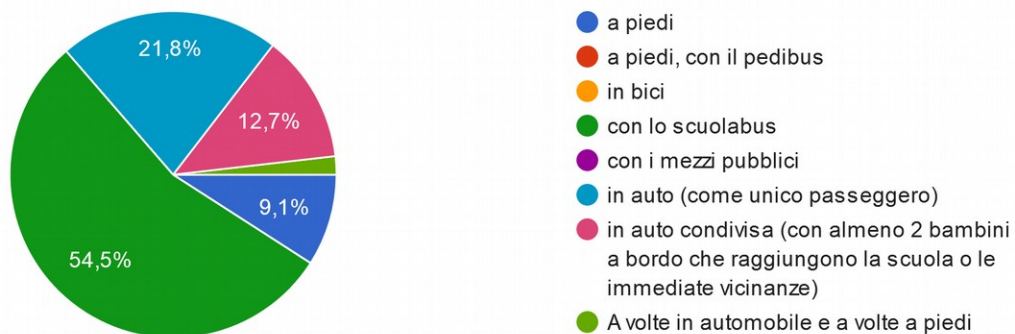 21,8%
12,7%
9,1%
54,5%
a piedi
a piedi, con il pedibus
in bici
con lo scuolabus
con i mezzi pubblici
in auto (come unico passeggero)
in auto condivisa (con almeno 2 bambini
a bordo che raggiungono la scuola o le
immediate vicinanze)
A volte in automobile e a volte a piedi